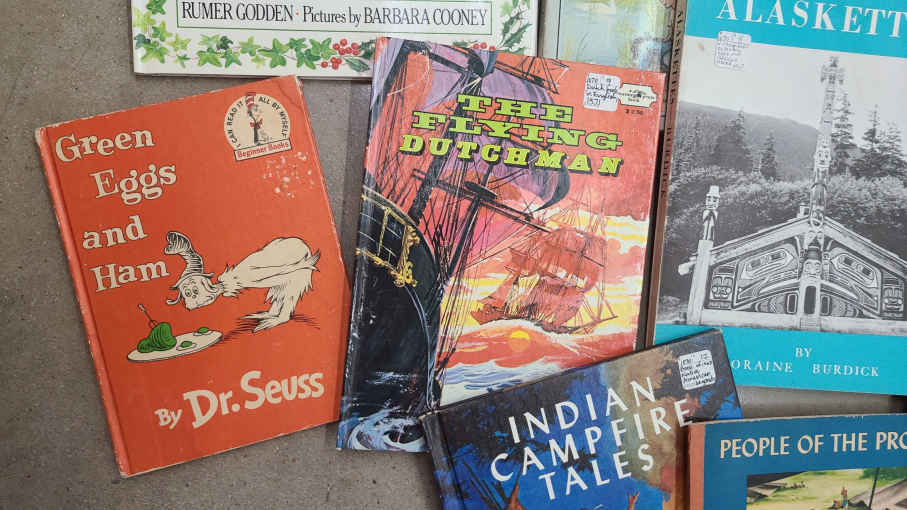 RUMER GODDEN · Pictures by BARBARA COONEY
Green
Eggs
and
Ham
I CAN READ IT ALL BY MYSELF
Beginner Books
By Dr. Seuss
THE
FLYING
DUTCHMAN
INDIAN
CAMPFIRE
TALES
ALASKETT
BY
ORAINE BURDICK
PEOPLE OF THE PRO